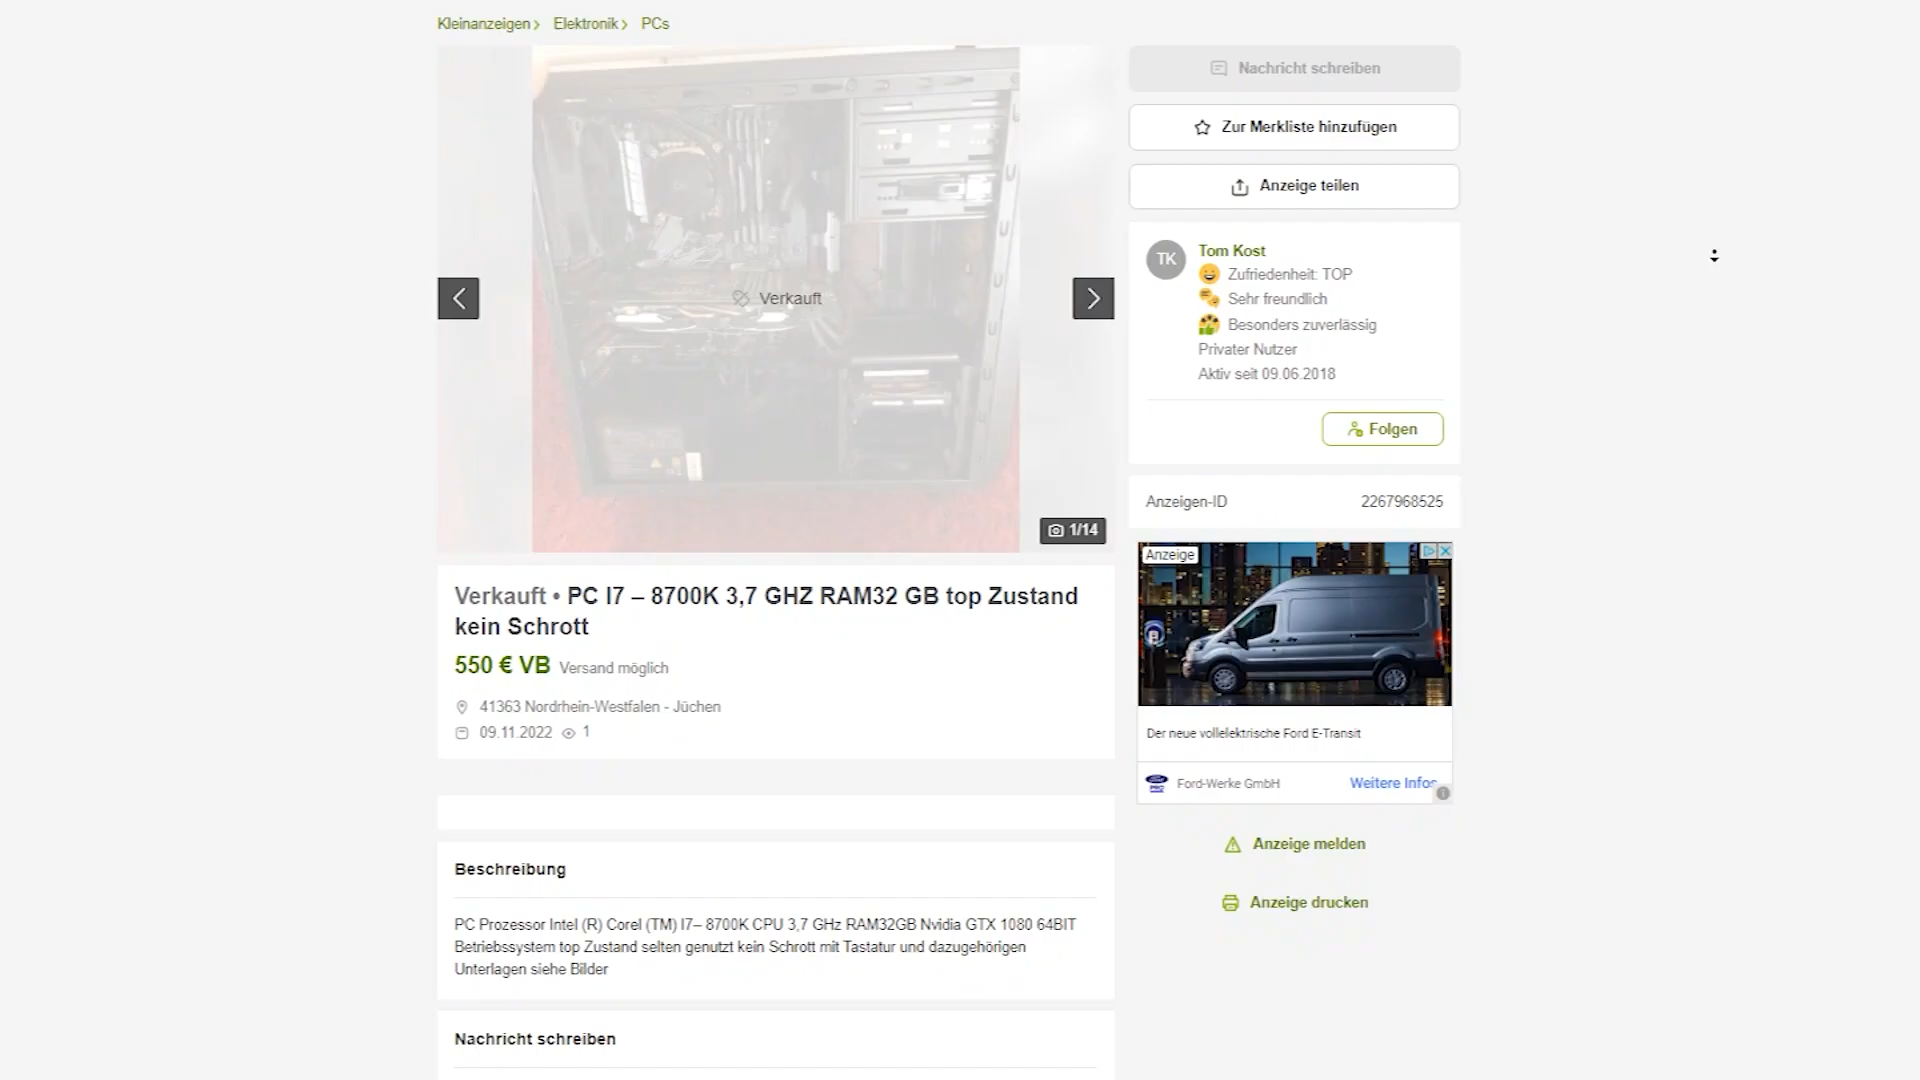 Kleinanzeigen › Elektronik › PCs
Verkauft
1/14
Verkauft • PC I7 – 8700K 3,7 GHZ RAM32 GB top Zustand
kein Schrott
550 € VB Versand möglich
41363 Nordrhein-Westfalen - Jüchen
09.11.2022 1
Beschreibung
PC Prozessor Intel (R) Corel (TM) I7– 8700K CPU 3,7 GHz RAM32GB Nvidia GTX 1080 64BIT
Betriebssystem top Zustand selten genutzt kein Schrott mit Tastatur und dazugehörigen
Unterlagen siehe Bilder
Nachricht schreiben
Nachricht schreiben
Zur Merkliste hinzufügen
Anzeige teilen
TK
Tom Kost
Zufriedenheit: TOP
Sehr freundlich
Besonders zuverlässig
Privater Nutzer
Aktiv seit 09.06.2018
Folgen
Anzeigen-ID 2267968525
Anzeige
Der neue vollelektrische Ford E-Transit
Ford-Werke GmbH Weitere Infos
Anzeige melden
Anzeige drucken